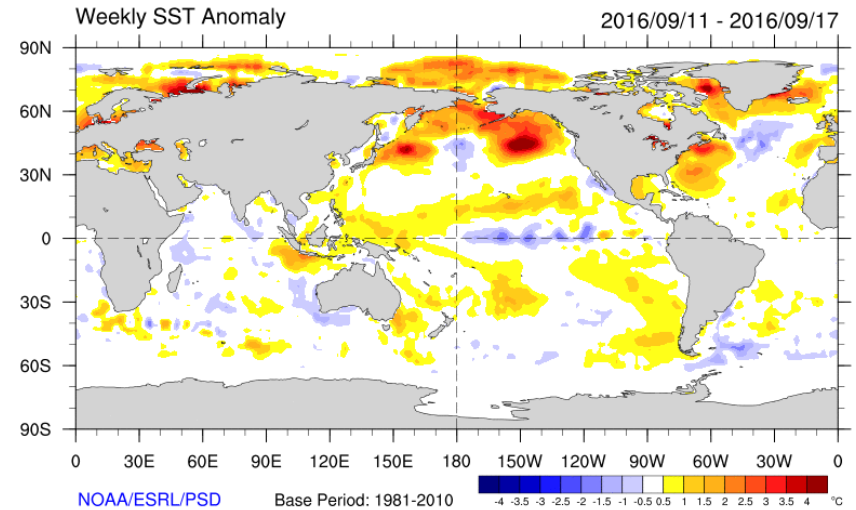 Weekly SST Anomaly 2016/09/11 - 2016/09/17
90N
60N
30N
0
30S
60S
90S
0 30E 60E 90E 120E 150E 180 150W 120W 90W 60W 30W 0
NOAA/ESRL/PSD Base Period: 1981-2010
-4 -3.5 -3 -2.5 -2 -1.5 -1 -0.5 0.5 1 1.5 2 2.5 3 3.5 4 °C